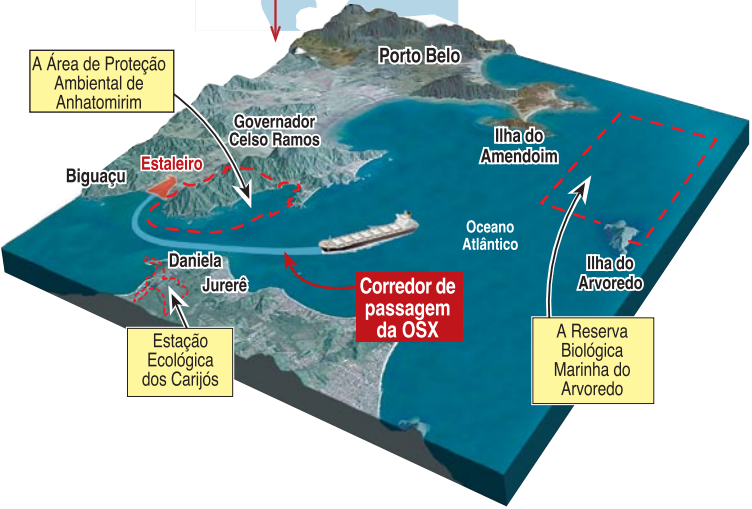 Porto Belo
A Área de Proteção
Ambiental de
Anhatomirim
Governador
Celso Ramos
Ilha do
Amendoim
Estaleiro
Biguaçu
Oceano
Atlântico
Daniela
Jurerê
Ilha do
Arvoredo
Corredor de
passagem
da OSX
Estação
Ecológica
dos Carijós
A Reserva
Biológica
Marinha do
Arvoredo